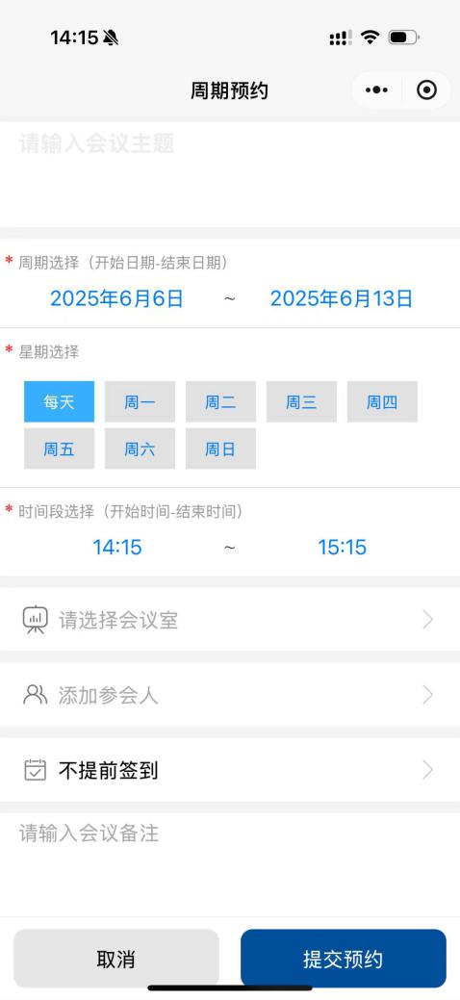 14:15
周期预约
请输入会议主题
* 周期选择（开始日期-结束日期）
2025年6月6日 ~ 2025年6月13日
* 星期选择
每天 周一 周二 周三 周四
周五 周六 周日
* 时间段选择（开始时间-结束时间）
14:15 ~ 15:15
请选择会议室
添加参会人
不提前签到
请输入会议备注
取消 提交预约